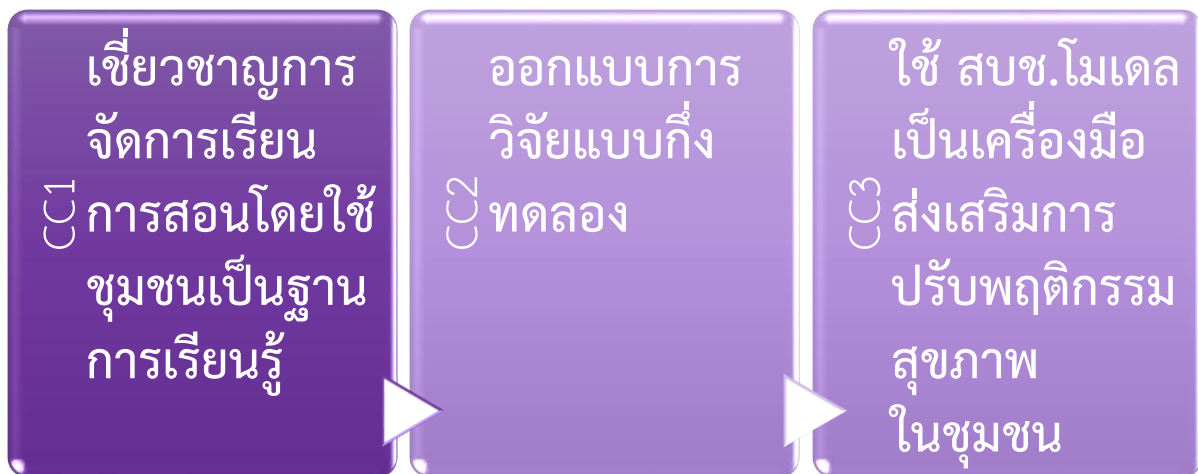 CC1
เชี่ยวชาญการ
จัดการเรียน
การสอนโดยใช้
ชุมชนเป็นฐาน
การเรียนรู้
CC2
ออกแบบการ
วิจัยแบบกึ่ง
ทดลอง
CC3
ใช้ สบช.โมเดล
เป็นเครื่องมือ
ส่งเสริมการ
ปรับพฤติกรรม
สุขภาพ
ในชุมชน